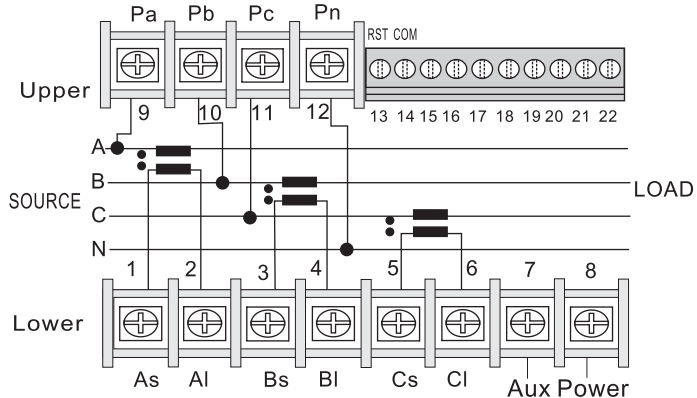 Pa Pb Pc Pn
RST COM
Upper
9 10 11 12 13 14 15 16 17 18 19 20 21 22
A
B
SOURCE LOAD
C
N
1 2 3 4 5 6 7 8
Lower
As Al Bs Bl Cs Cl Aux Power